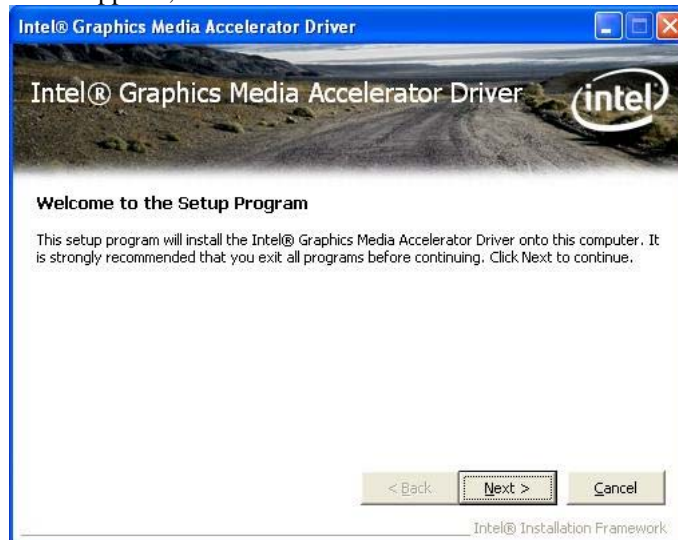 Intel® Graphics Media Accelerator Driver
Intel® Graphics Media Accelerator Driver
intel
Welcome to the Setup Program
This setup program will install the Intel® Graphics Media Accelerator Driver onto this computer. It
is strongly recommended that you exit all programs before continuing. Click Next to continue.
< Back Next > Cancel
Intel® Installation Framework